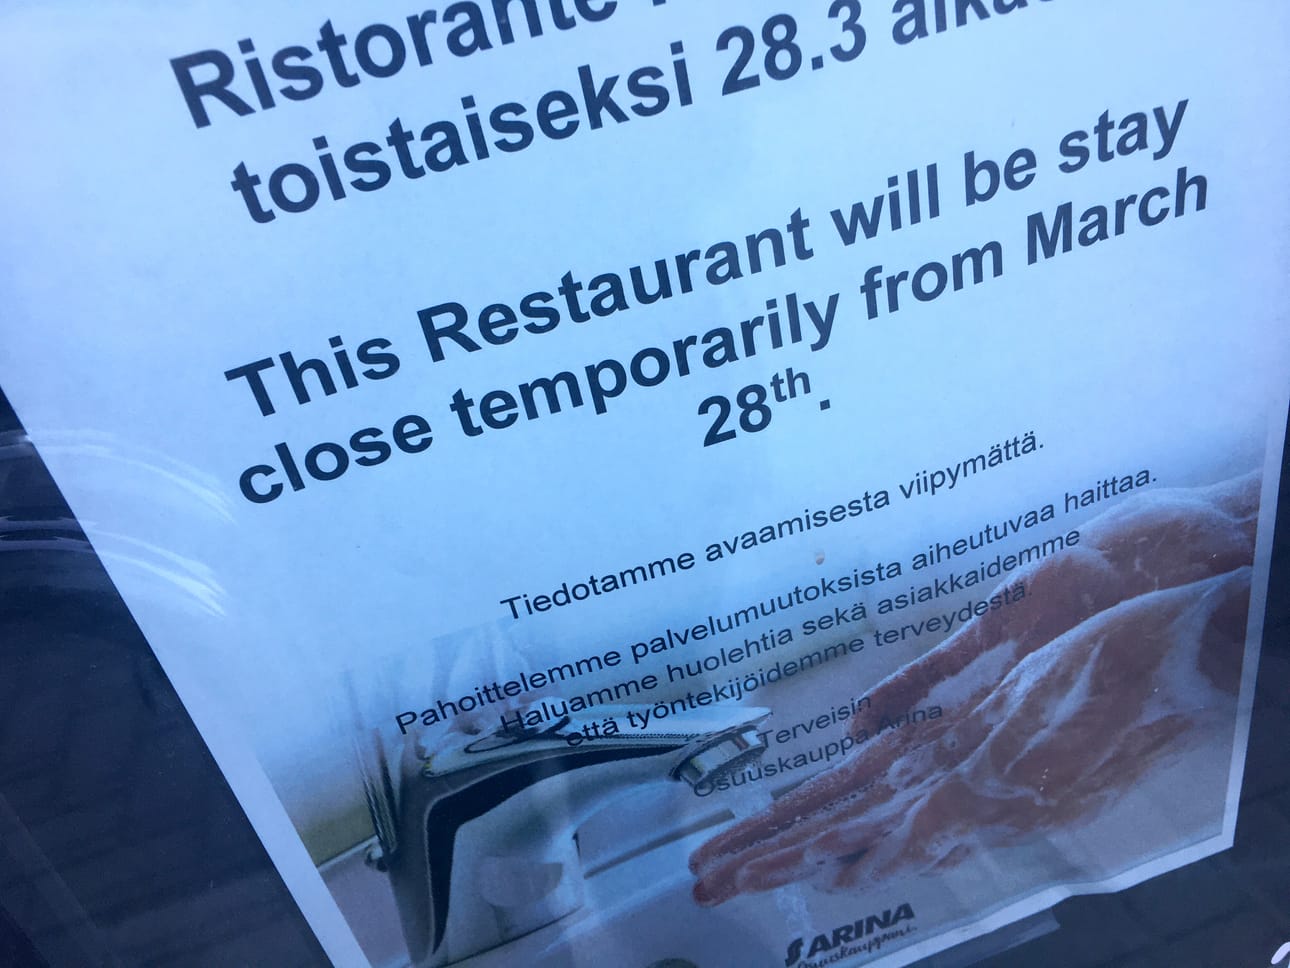 Ristorante
toistaiseksi 28.3
This Restaurant will be stay
close temporarily from March
28th.
Tiedotamme avaamisesta viipymättä.
Pahoittelemme palvelumuutoksista aiheutuvaa haittaa.
Haluamme huolehtia sekä asiakkaidemme
että työntekijöidemme terveydestä.
Terveisin
Osuuskauppa Arina
ARINA
Osuuskauppani.